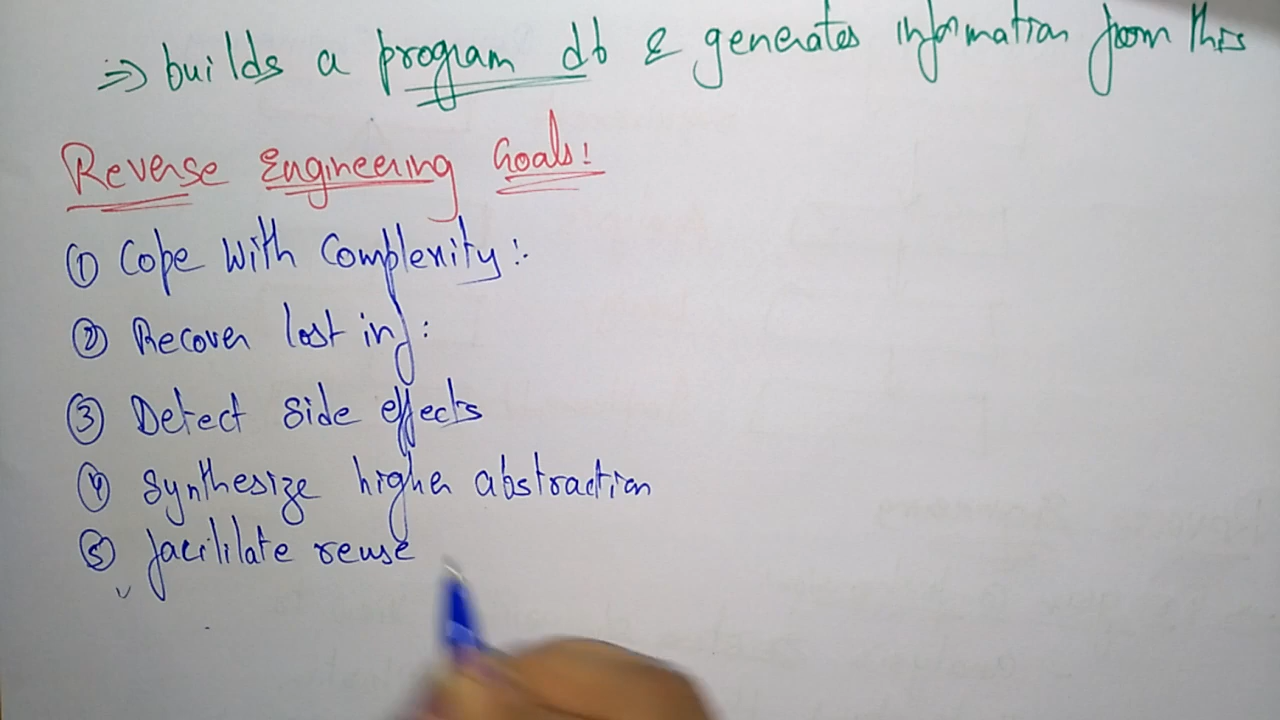 ⇒ builds a program db & generates information from this
Reverse Engineering Goals:
① Cope with Complexity :-
② Recover lost inf :
③ Detect Side effects
④ Synthesize higher abstraction
⑤ facilitate reuse